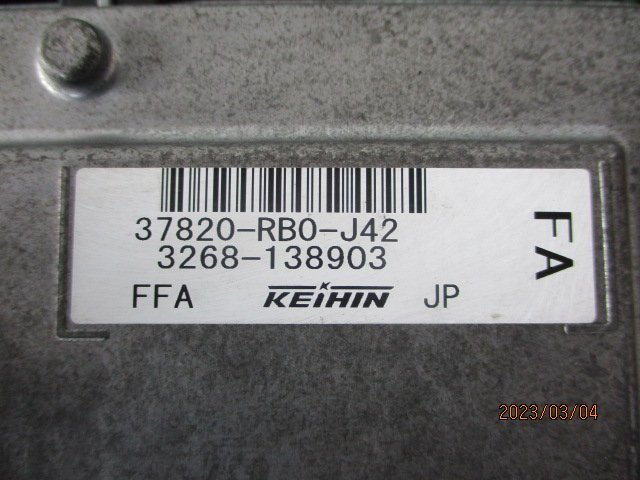 37820-RB0-J42
3268-138903
FFA KEIHIN JP
FA
2023/03/04